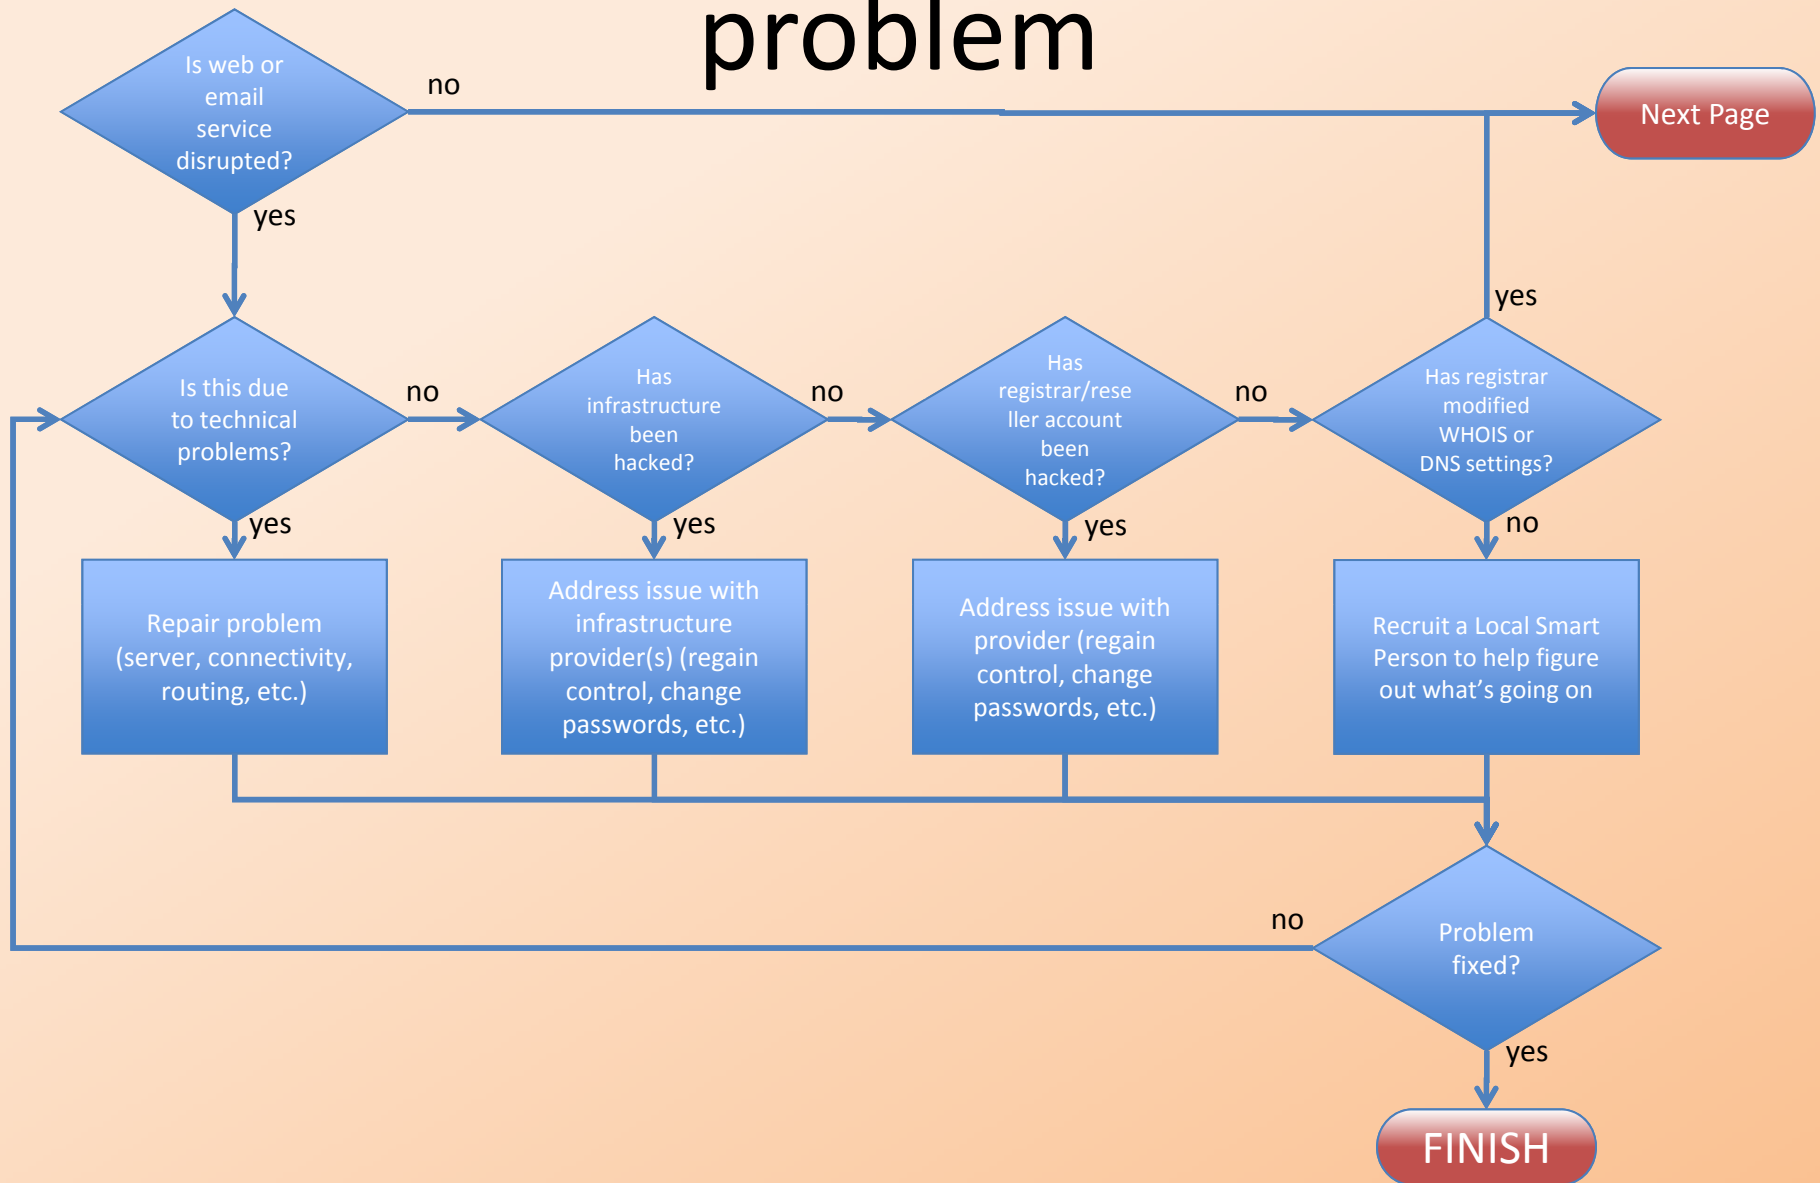 problem
Is web or
email
service
disrupted?
no
Next Page
yes
yes
Is this due
to technical
problems?
no
Has
infrastructure
been
hacked?
no
Has
registrar/rese
ller account
been
hacked?
no
Has registrar
modified
WHOIS or
DNS settings?
yes
yes
yes
no
Repair problem
(server, connectivity,
routing, etc.)
Address issue with
infrastructure
provider(s) (regain
control, change
passwords, etc.)
Address issue with
provider (regain
control, change
passwords, etc.)
Recruit a Local Smart
Person to help figure
out what’s going on
no
Problem
fixed?
yes
FINISH